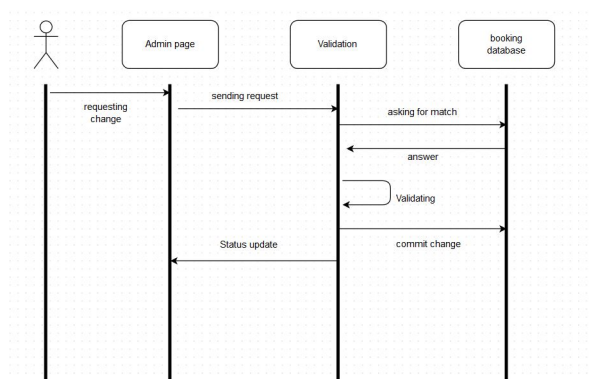 Admin page
Validation
booking
database
sending request
requesting
change
asking for match
answer
Validating
Status update
commit change